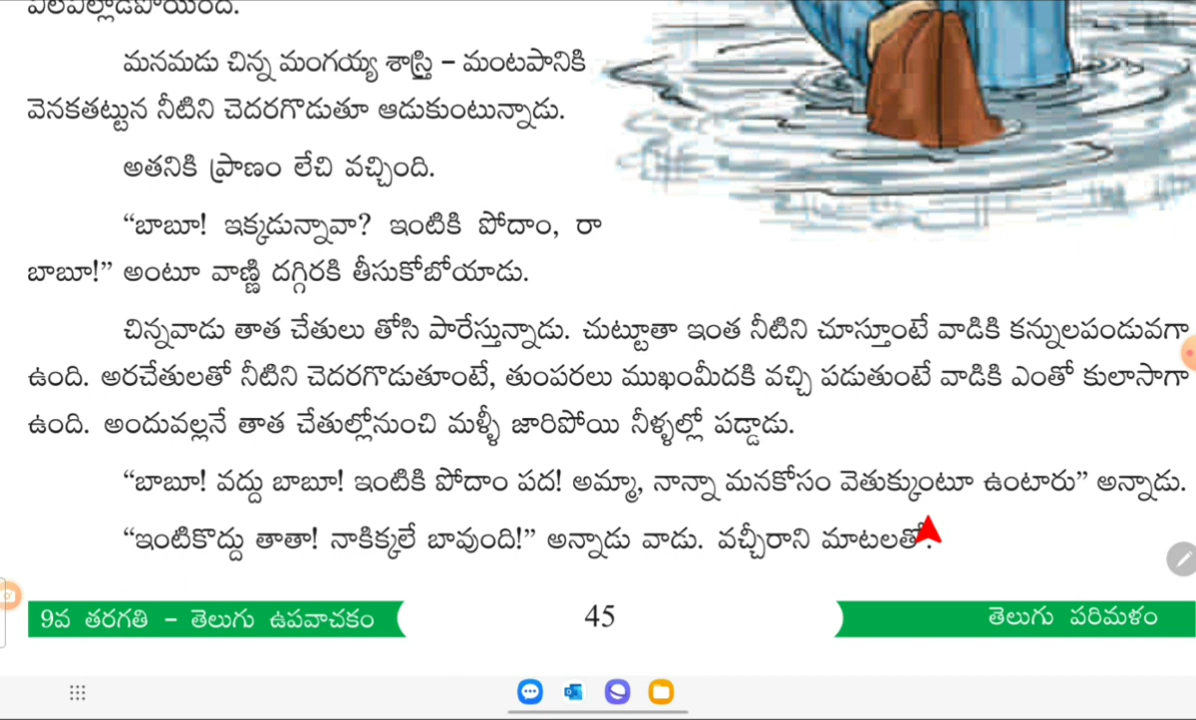 విలవిల్లాడిపోయింది.
మనమడు చిన్న మంగయ్య శాస్త్రి – మంటపానికి
వెనకతట్టున నీటిని చెదరగొడుతూ ఆడుకుంటున్నాడు.
అతనికి ప్రాణం లేచి వచ్చింది.
“బాబూ! ఇక్కడున్నావా? ఇంటికి పోదాం, రా
బాబూ!” అంటూ వాణ్ణి దగ్గిరకి తీసుకోబోయాడు.
చిన్నవాడు తాత చేతులు తోసి పారేస్తున్నాడు. చుట్టూతా ఇంత నీటిని చూస్తూంటే వాడికి కన్నులపండువగా
ఉంది. అరచేతులతో నీటిని చెదరగొడుతూంటే, తుంపరలు ముఖంమీదకి వచ్చి పడుతుంటే వాడికి ఎంతో కులాసాగా
ఉంది. అందువల్లనే తాత చేతుల్లోనుంచి మళ్ళీ జారిపోయి నీళ్ళల్లో పడ్డాడు.
“బాబూ! వద్దు బాబూ! ఇంటికి పోదాం పద! అమ్మా, నాన్నా మనకోసం వెతుక్కుంటూ ఉంటారు” అన్నాడు.
“ఇంటికొద్దు తాతా! నాకిక్కలే బావుంది!” అన్నాడు వాడు. వచ్చీరాని మాటలతో.
9వ తరగతి – తెలుగు ఉపవాచకం 45 తెలుగు పరిమళం